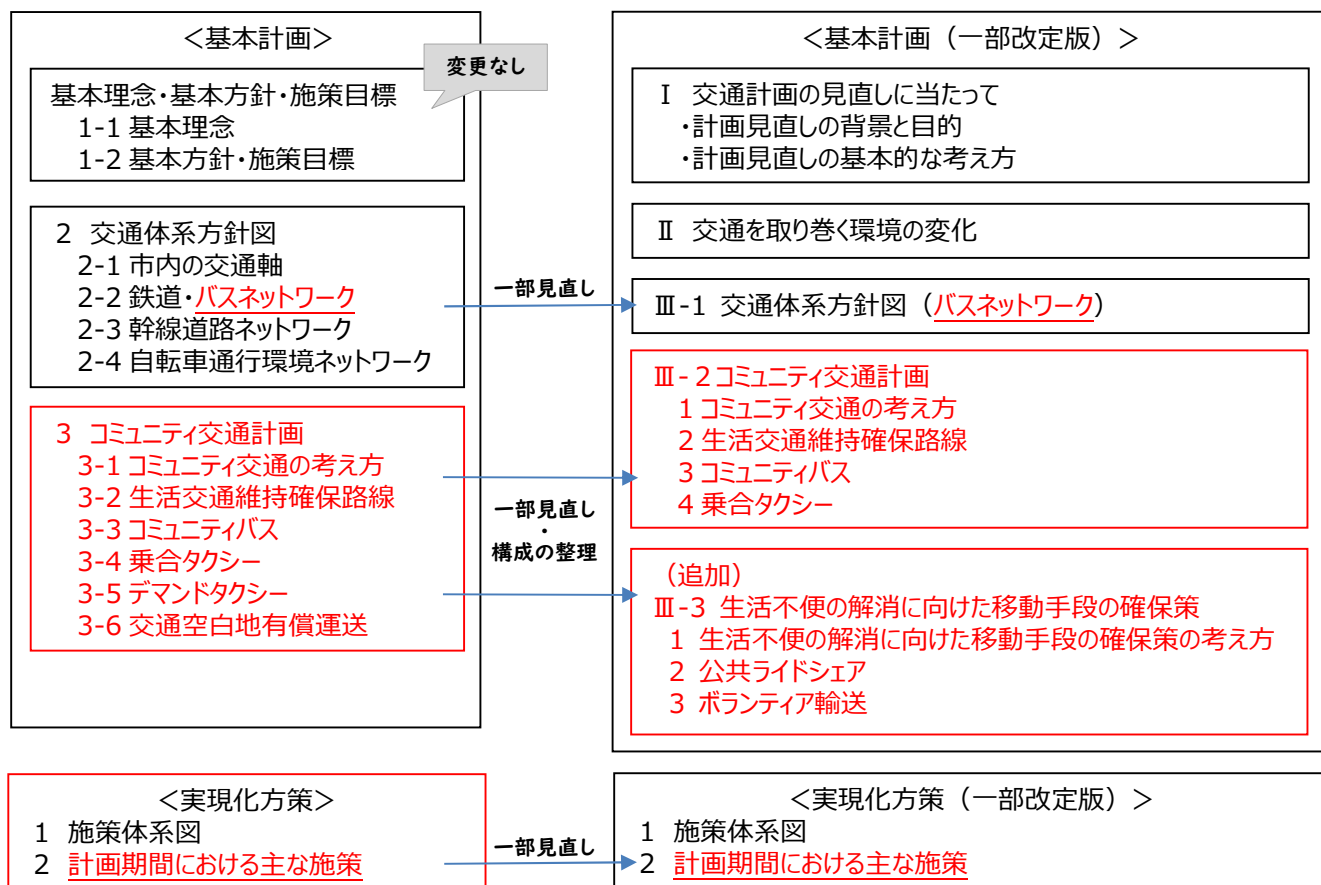 ＜基本計画＞
変更なし
基本理念・基本方針・施策目標
1-1 基本理念
1-2 基本方針・施策目標
2 交通体系方針図
2-1 市内の交通軸
2-2 鉄道・バスネットワーク
2-3 幹線道路ネットワーク
2-4 自転車通行環境ネットワーク
3 コミュニティ交通計画
3-1 コミュニティ交通の考え方
3-2 生活交通維持確保路線
3-3 コミュニティバス
3-4 乗合タクシー
3-5 デマンドタクシー
3-6 交通空白地有償運送
一部見直し
一部見直し
・
構成の整理
＜基本計画（一部改定版）＞
Ⅰ 交通計画の見直しに当たって
・計画見直しの背景と目的
・計画見直しの基本的な考え方
Ⅱ 交通を取り巻く環境の変化
Ⅲ-1 交通体系方針図（バスネットワーク）
Ⅲ-2 コミュニティ交通計画
1 コミュニティ交通の考え方
2 生活交通維持確保路線
3 コミュニティバス
4 乗合タクシー
（追加）
Ⅲ-3 生活不便の解消に向けた移動手段の確保策
1 生活不便の解消に向けた移動手段の確保策の考え方
2 公共ライドシェア
3 ボランティア輸送
＜実現化方策＞
1 施策体系図
2 計画期間における主な施策
一部見直し
＜実現化方策（一部改定版）＞
1 施策体系図
2 計画期間における主な施策